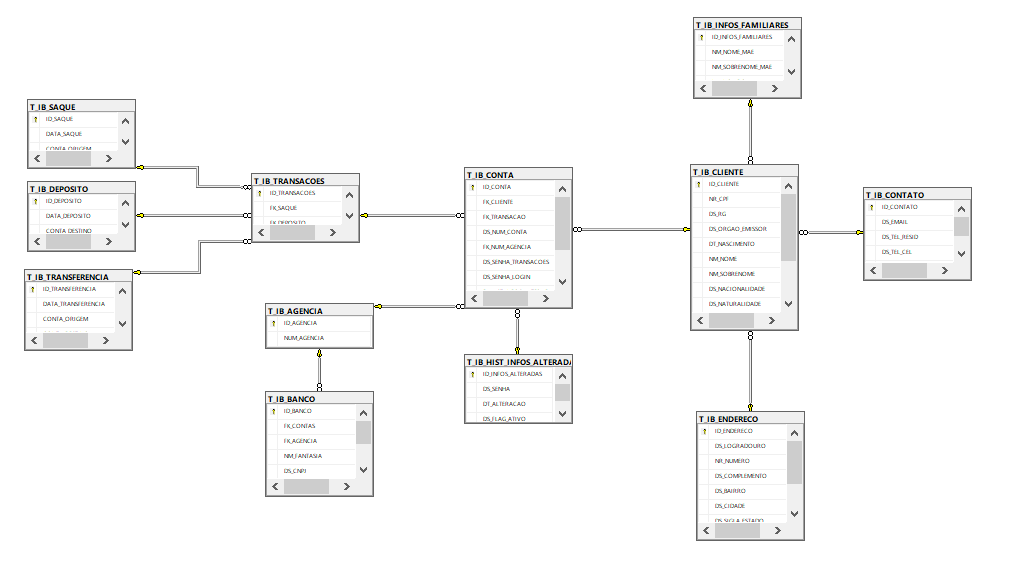 T_IB_INFOS_FAMILIARES
ID_INFOS_FAMILIARES
NM_NOME_MAE
NM_SOBRENOME_MAE
T_IB_SAQUE
ID_SAQUE
DATA_SAQUE
CONTA_ORIGEM
T_IB_DEPOSITO
ID_DEPOSITO
DATA_DEPOSITO
CONTA_DESTINO
T_IB_TRANSFERENCIA
ID_TRANSFERENCIA
DATA_TRANSFERENCIA
CONTA_ORIGEM
T_IB_TRANSACOES
ID_TRANSACOES
FK_SAQUE
FK_DEPOSITO
T_IB_CONTA
ID_CONTA
FK_CLIENTE
FK_TRANSACAO
DS_NUM_CONTA
FK_NUM_AGENCIA
DS_SENHA_TRANSACOES
DS_SENHA_LOGIN
T_IB_CLIENTE
ID_CLIENTE
NR_CPF
DS_RG
DS_ORGAO_EMISSOR
DT_NASCIMENTO
NM_NOME
NM_SOBRENOME
DS_NACIONALIDADE
DS_NATURALIDADE
T_IB_CONTATO
ID_CONTATO
DS_EMAIL
DS_TEL_RESID
DS_TEL_CEL
T_IB_AGENCIA
ID_AGENCIA
NUM_AGENCIA
T_IB_HIST_INFOS_ALTERADA
ID_INFOS_ALTERADAS
DS_SENHA
DT_ALTERACAO
DS_FLAG_ATIVO
T_IB_BANCO
ID_BANCO
FK_CONTAS
FK_AGENCIA
NM_FANTASIA
DS_CNPJ
T_IB_ENDERECO
ID_ENDERECO
DS_LOGRADOURO
NR_NUMERO
DS_COMPLEMENTO
DS_BAIRRO
DS_CIDADE
DS_SIGLA_ESTADO